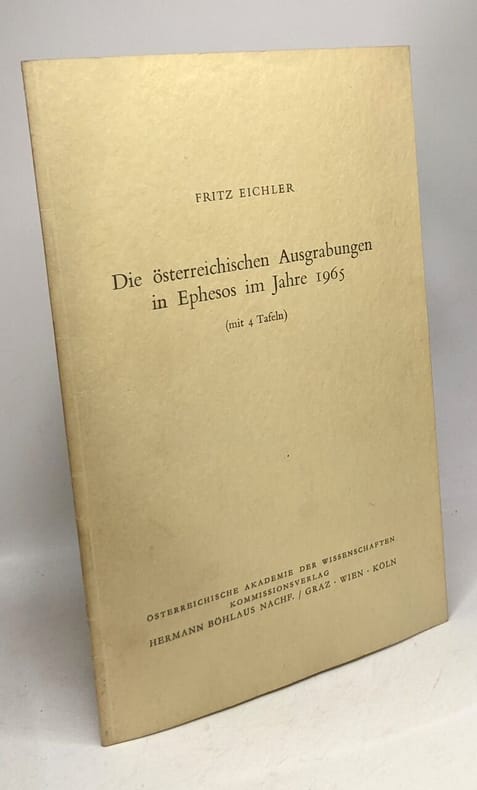 FRITZ EICHLER
Die österreichischen Ausgrabungen
in Ephesos im Jahre 1965
(mit 4 Tafeln)
ÖSTERREICHISCHE AKADEMIE DER WISSENSCHAFTEN
KOMMISSIONSVERLAG
HERMANN BÖHLAUS NACHF. / GRAZ · WIEN · KÖLN